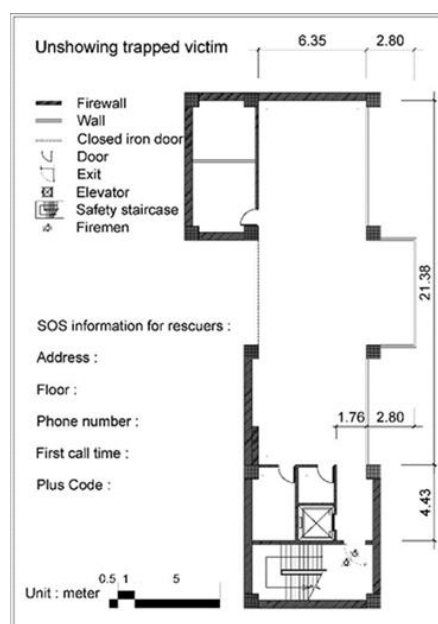 Unshowing trapped victim
6.35
2.80
Firewall
Wall
Closed iron door
Door
Exit
Elevator
Safety staircase
Firemen
21.38
SOS information for rescuers :
Address :
Floor :
Phone number :
1.76
2.80
First call time :
Plus Code :
4.43
0.5 1 5
Unit : meter